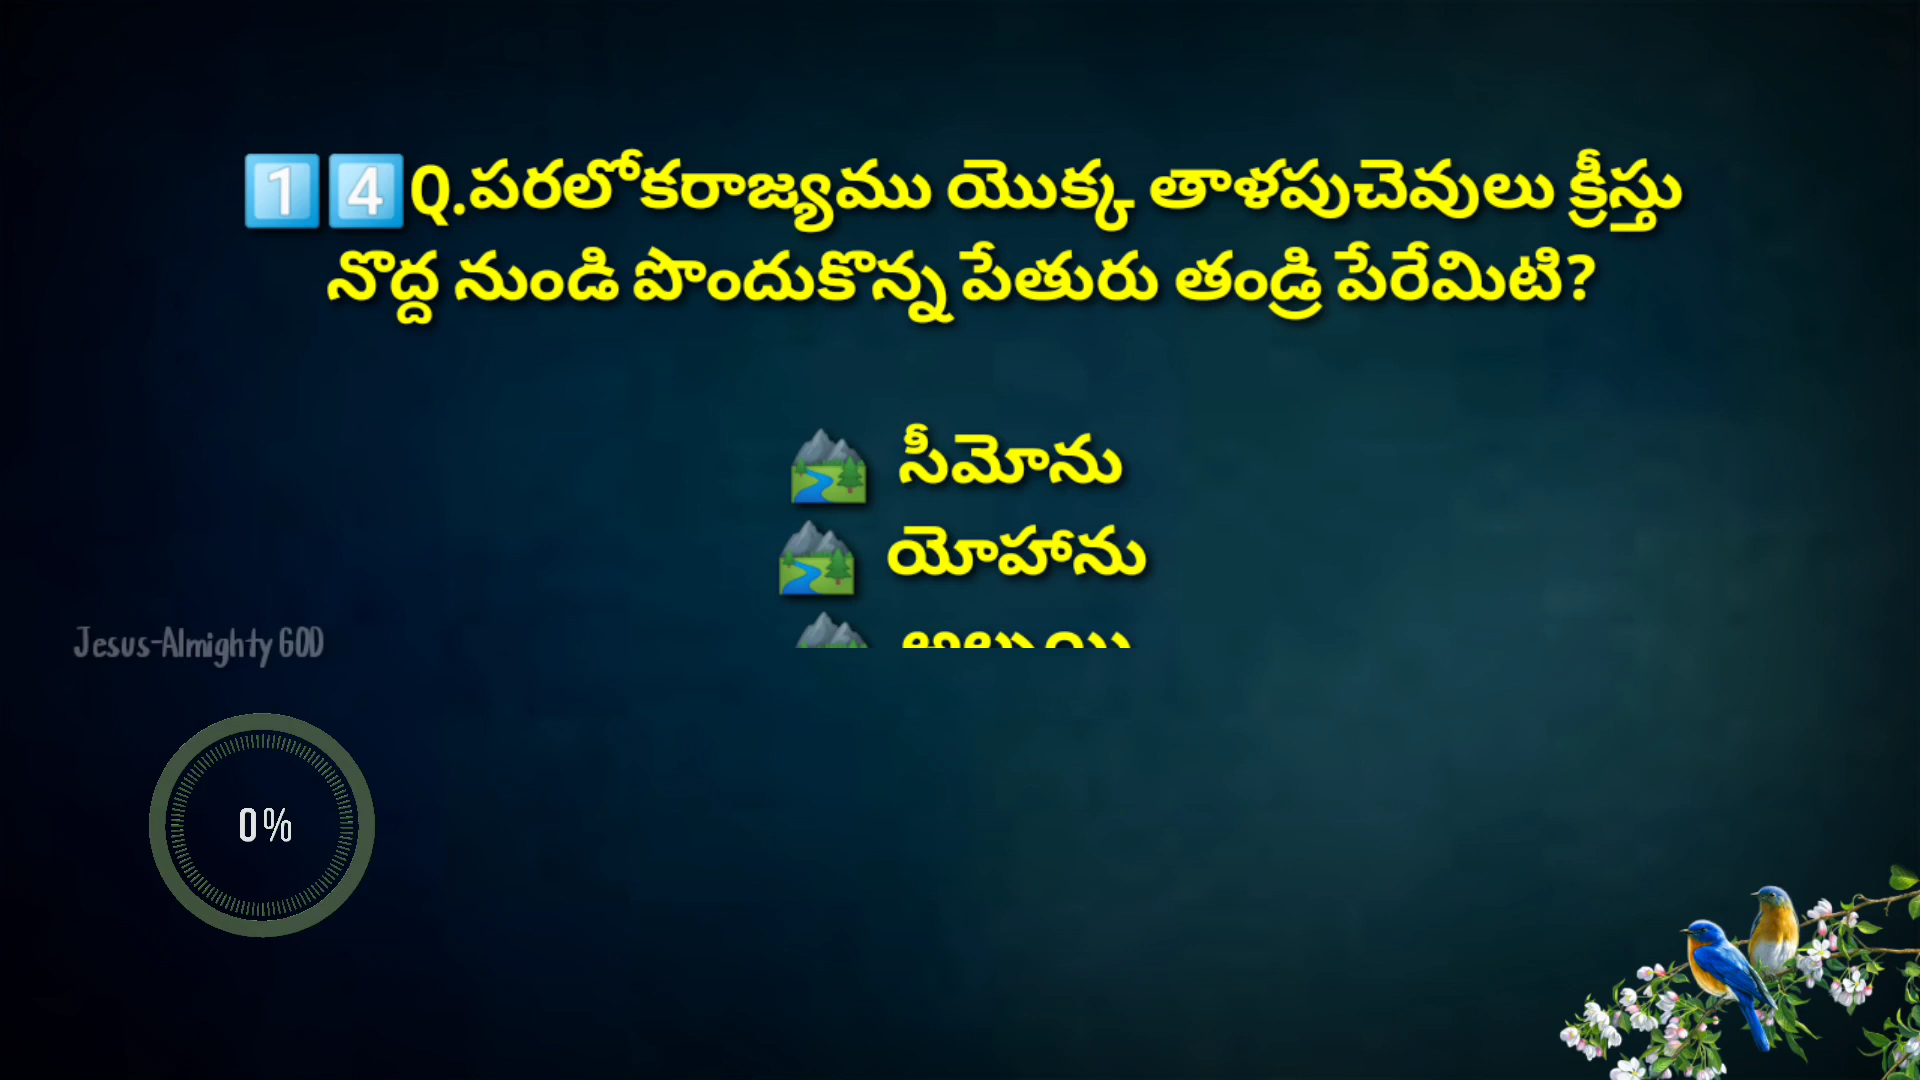 1️⃣4️⃣Q.పరలోకరాజ్యము యొక్క తాళపుచెవులు క్రీస్తు
నొద్ద నుండి పొందుకొన్న పేతురు తండ్రి పేరేమిటి?
సీమోను
యోహాను
Jesus-Almighty GOD
0%